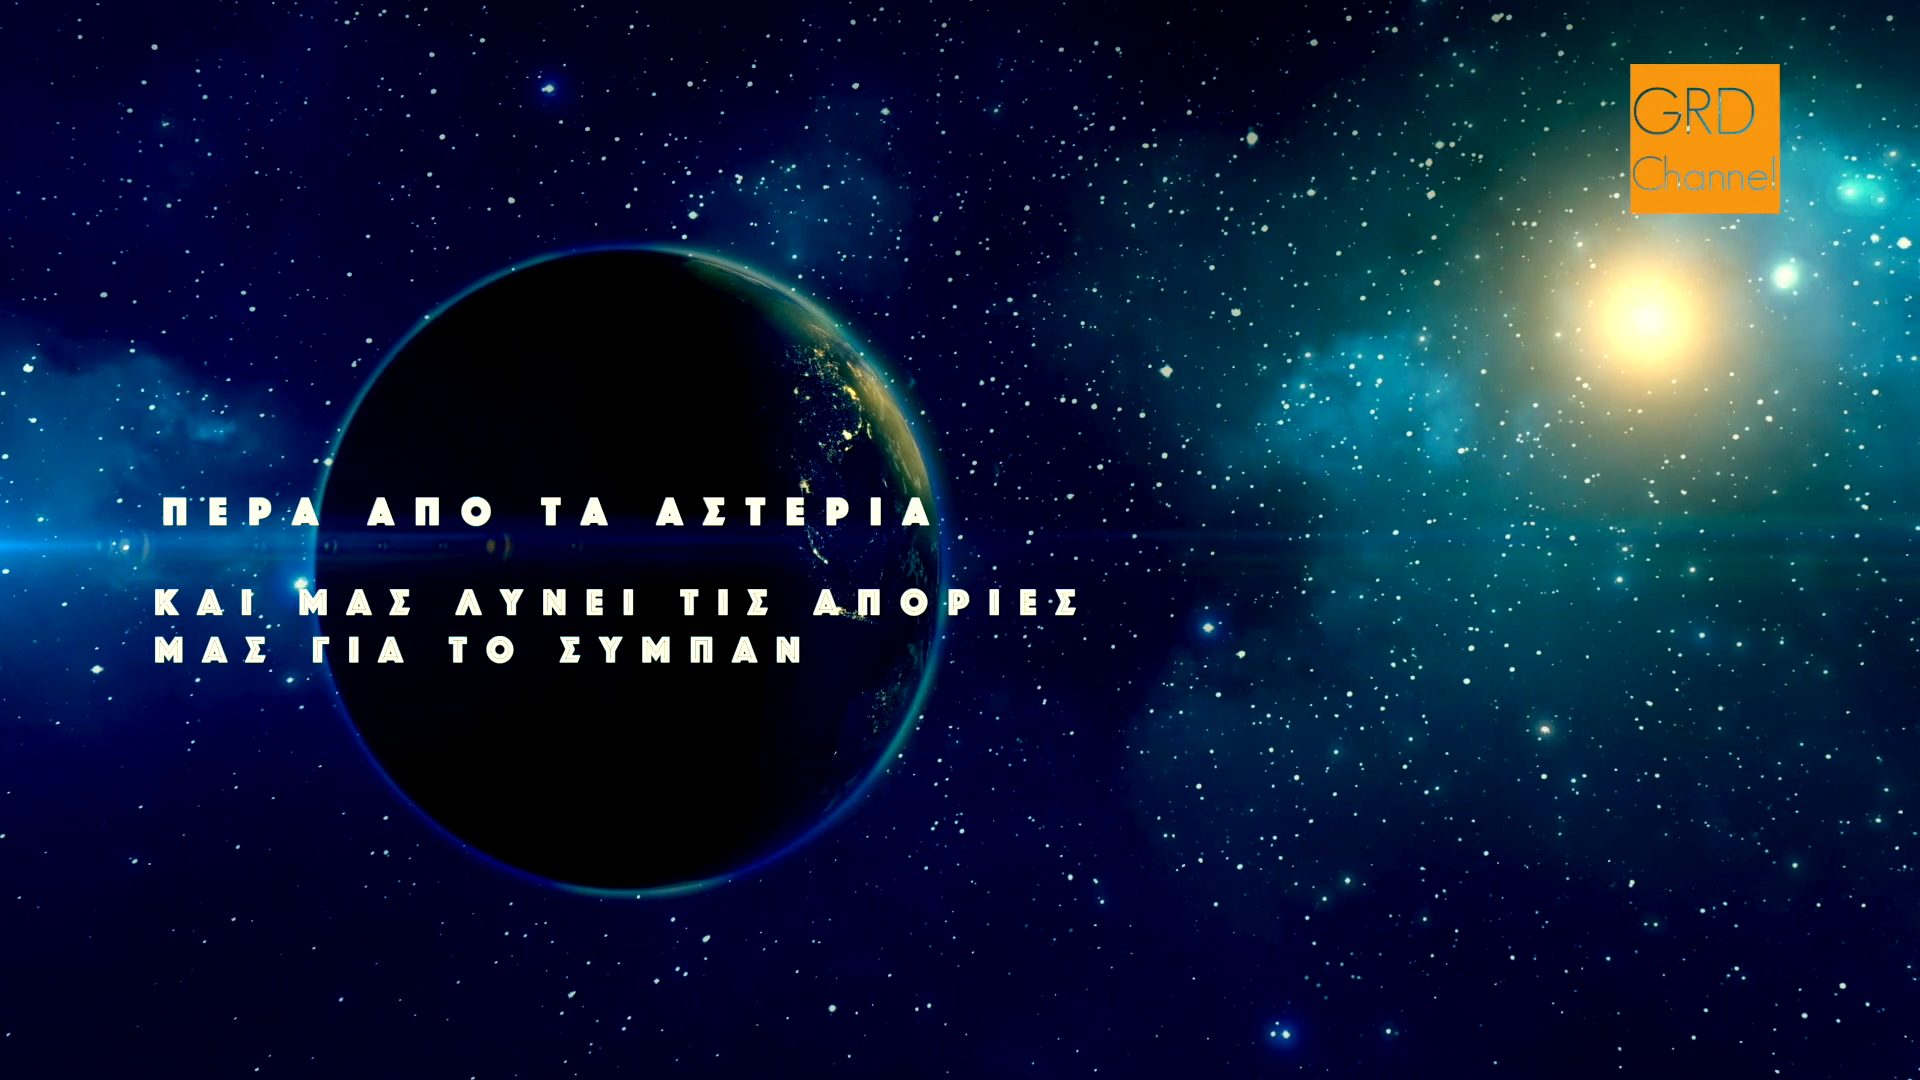 GRD
Channel
ΠΕΡΑ ΑΠΟ ΤΑ ΑΣΤΕΡΙΑ
ΚΑΙ ΜΑΣ ΛΥΝΕΙ ΤΙΣ ΑΠΟΡΙΕΣ
ΜΑΣ ΓΙΑ ΤΟ ΣΥΜΠΑΝ